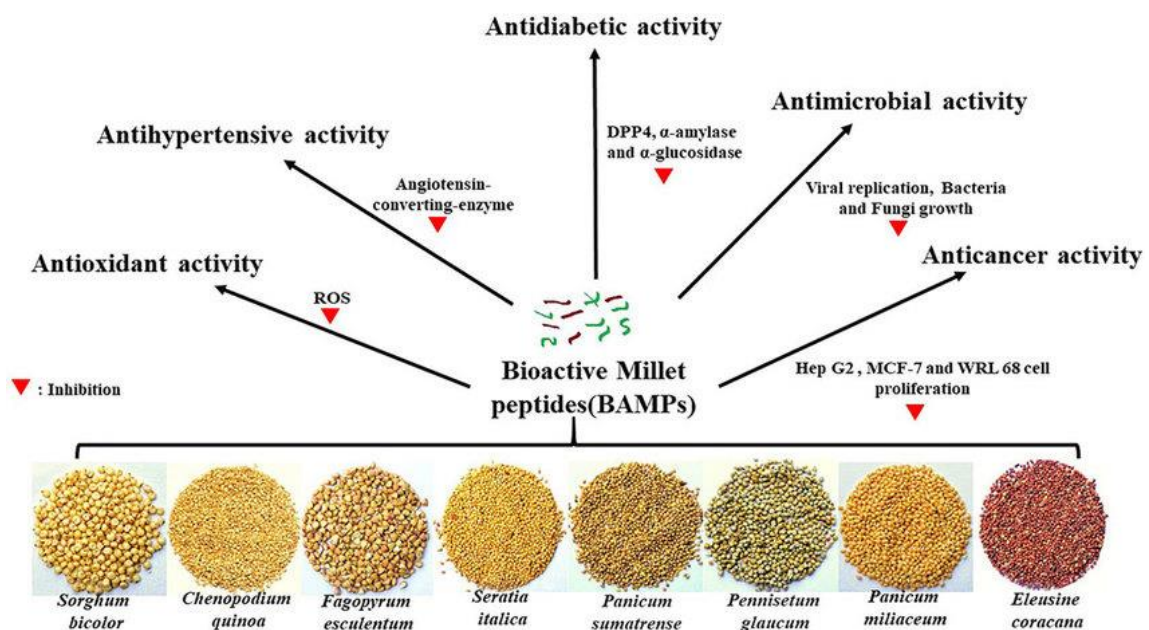 Antidiabetic activity
Antimicrobial activity
Antihypertensive activity
DPP4, α-amylase
and α-glucosidase
Angiotensin-
converting-enzyme
Viral replication, Bacteria
and Fungi growth
Antioxidant activity
Anticancer activity
ROS
Bioactive Millet
peptides(BAMPs)
Hep G2 , MCF-7 and WRL 68 cell
proliferation
: Inhibition
Sorghum
bicolor
Chenopodium
quinoa
Fagopyrum
esculentum
Seratia
italica
Panicum
sumatrense
Pennisetum
glaucum
Panicum
miliaceum
Eleusine
coracana